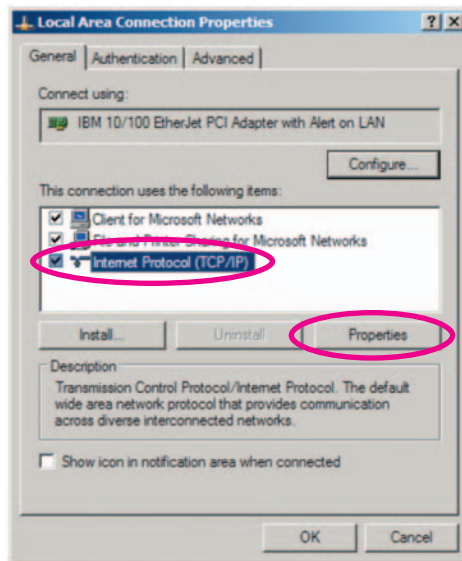 Local Area Connection Properties
General Authentication Advanced
Connect using:
IBM 10/100 EtherJet PCI Adapter with Alert on LAN
Configure...
This connection uses the following items:
Client for Microsoft Networks
File and Printer Sharing for Microsoft Networks
Internet Protocol (TCP/IP)
Install... Uninstall Properties
Description
Transmission Control Protocol/Internet Protocol. The default
wide area network protocol that provides communication
across diverse interconnected networks.
Show icon in notification area when connected
OK Cancel